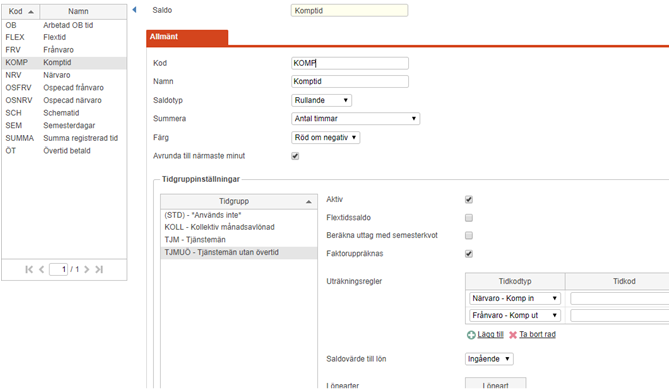 Kod Namn
OB Arbetad OB tid
FLEX Flextid
FRV Frånvaro
KOMP Komptid
NRV Närvaro
OSFRV Ospecad frånvaro
OSNRV Ospecad närvaro
SCH Schematid
SEM Semesterdagar
SUMMA Summa registrerad tid
ÖT Övertid betald
1 / 1
Saldo Komptid
Allmänt
Kod KOMP
Namn Komptid
Saldotyp Rullande
Summera Antal timmar
Färg Röd om negativ
Avrunda till närmaste minut
Tidgruppinställningar
Tidgrupp
(STD) - *Används inte*
KOLL - Kollektiv månadsavlönad
TJM - Tjänstemän
TJMUÖ - Tjänstemän utan övertid
Aktiv
Flextidssaldo
Beräkna uttag med semesterkvot
Faktoruppräknas
Uträkningsregler
Tidkodtyp Tidkod
Närvaro - Komp in
Frånvaro - Komp ut
Lägg till Ta bort rad
Saldovärde till lön Ingående
Lönearter Löneart